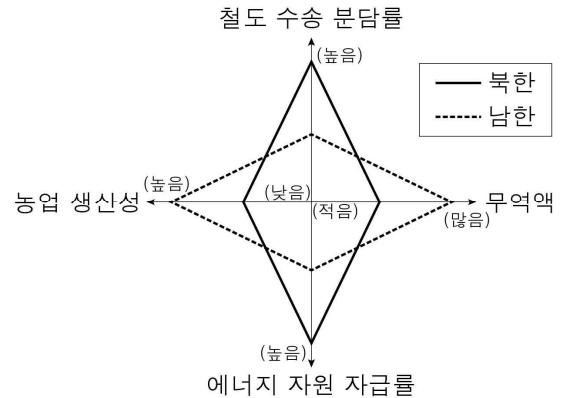 철도 수송 분담률
(높음)
북한
남한
(높음)
농업 생산성
(낮음)
(적음)
무역액
(많음)
(높음)
에너지 자원 자급률